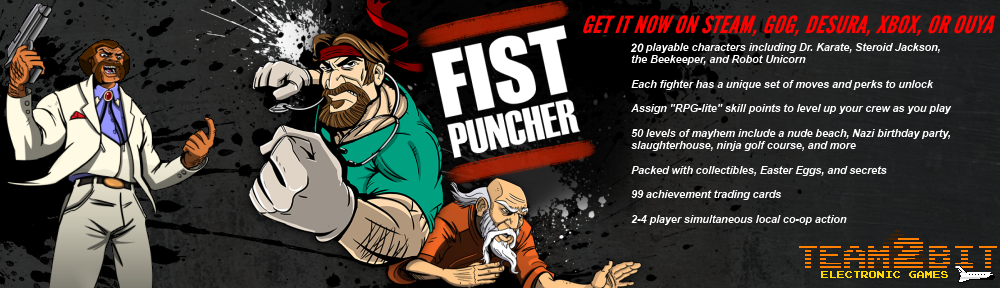 FIST
PUNCHER
GET IT NOW ON STEAM, GOG, DESURA, XBOX, OR OUYA
20 playable characters including Dr. Karate, Steroid Jackson,
the Beekeeper, and Robot Unicorn
Each fighter has a unique set of moves and perks to unlock
Assign "RPG-lite" skill points to level up your crew as you play
50 levels of mayhem include a nude beach, Nazi birthday party,
slaughterhouse, ninja golf course, and more
Packed with collectibles, Easter Eggs, and secrets
99 achievement trading cards
2-4 player simultaneous local co-op action
TEAM2BIT
ELECTRONIC GAMES